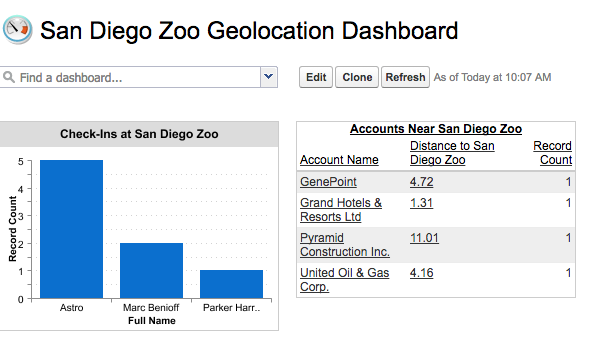 San Diego Zoo Geolocation Dashboard
Find a dashboard...
Edit Clone Refresh As of Today at 10:07 AM
Check-Ins at San Diego Zoo
5
4
3
2
1
0
Record Count
Astro Marc Benioff Parker Harr..
Full Name
Accounts Near San Diego Zoo
Account Name Distance to San Diego Zoo Record Count
GenePoint 4.72 1
Grand Hotels & Resorts Ltd 1.31 1
Pyramid Construction Inc. 11.01 1
United Oil & Gas Corp. 4.16 1